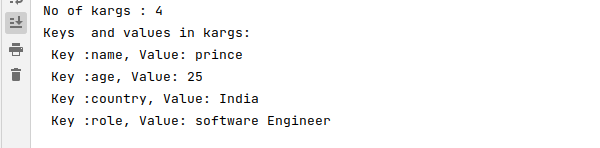 No of kargs : 4
Keys  and values in kargs:
 Key :name, Value: prince
 Key :age, Value: 25
 Key :country, Value: India
 Key :role, Value: software Engineer